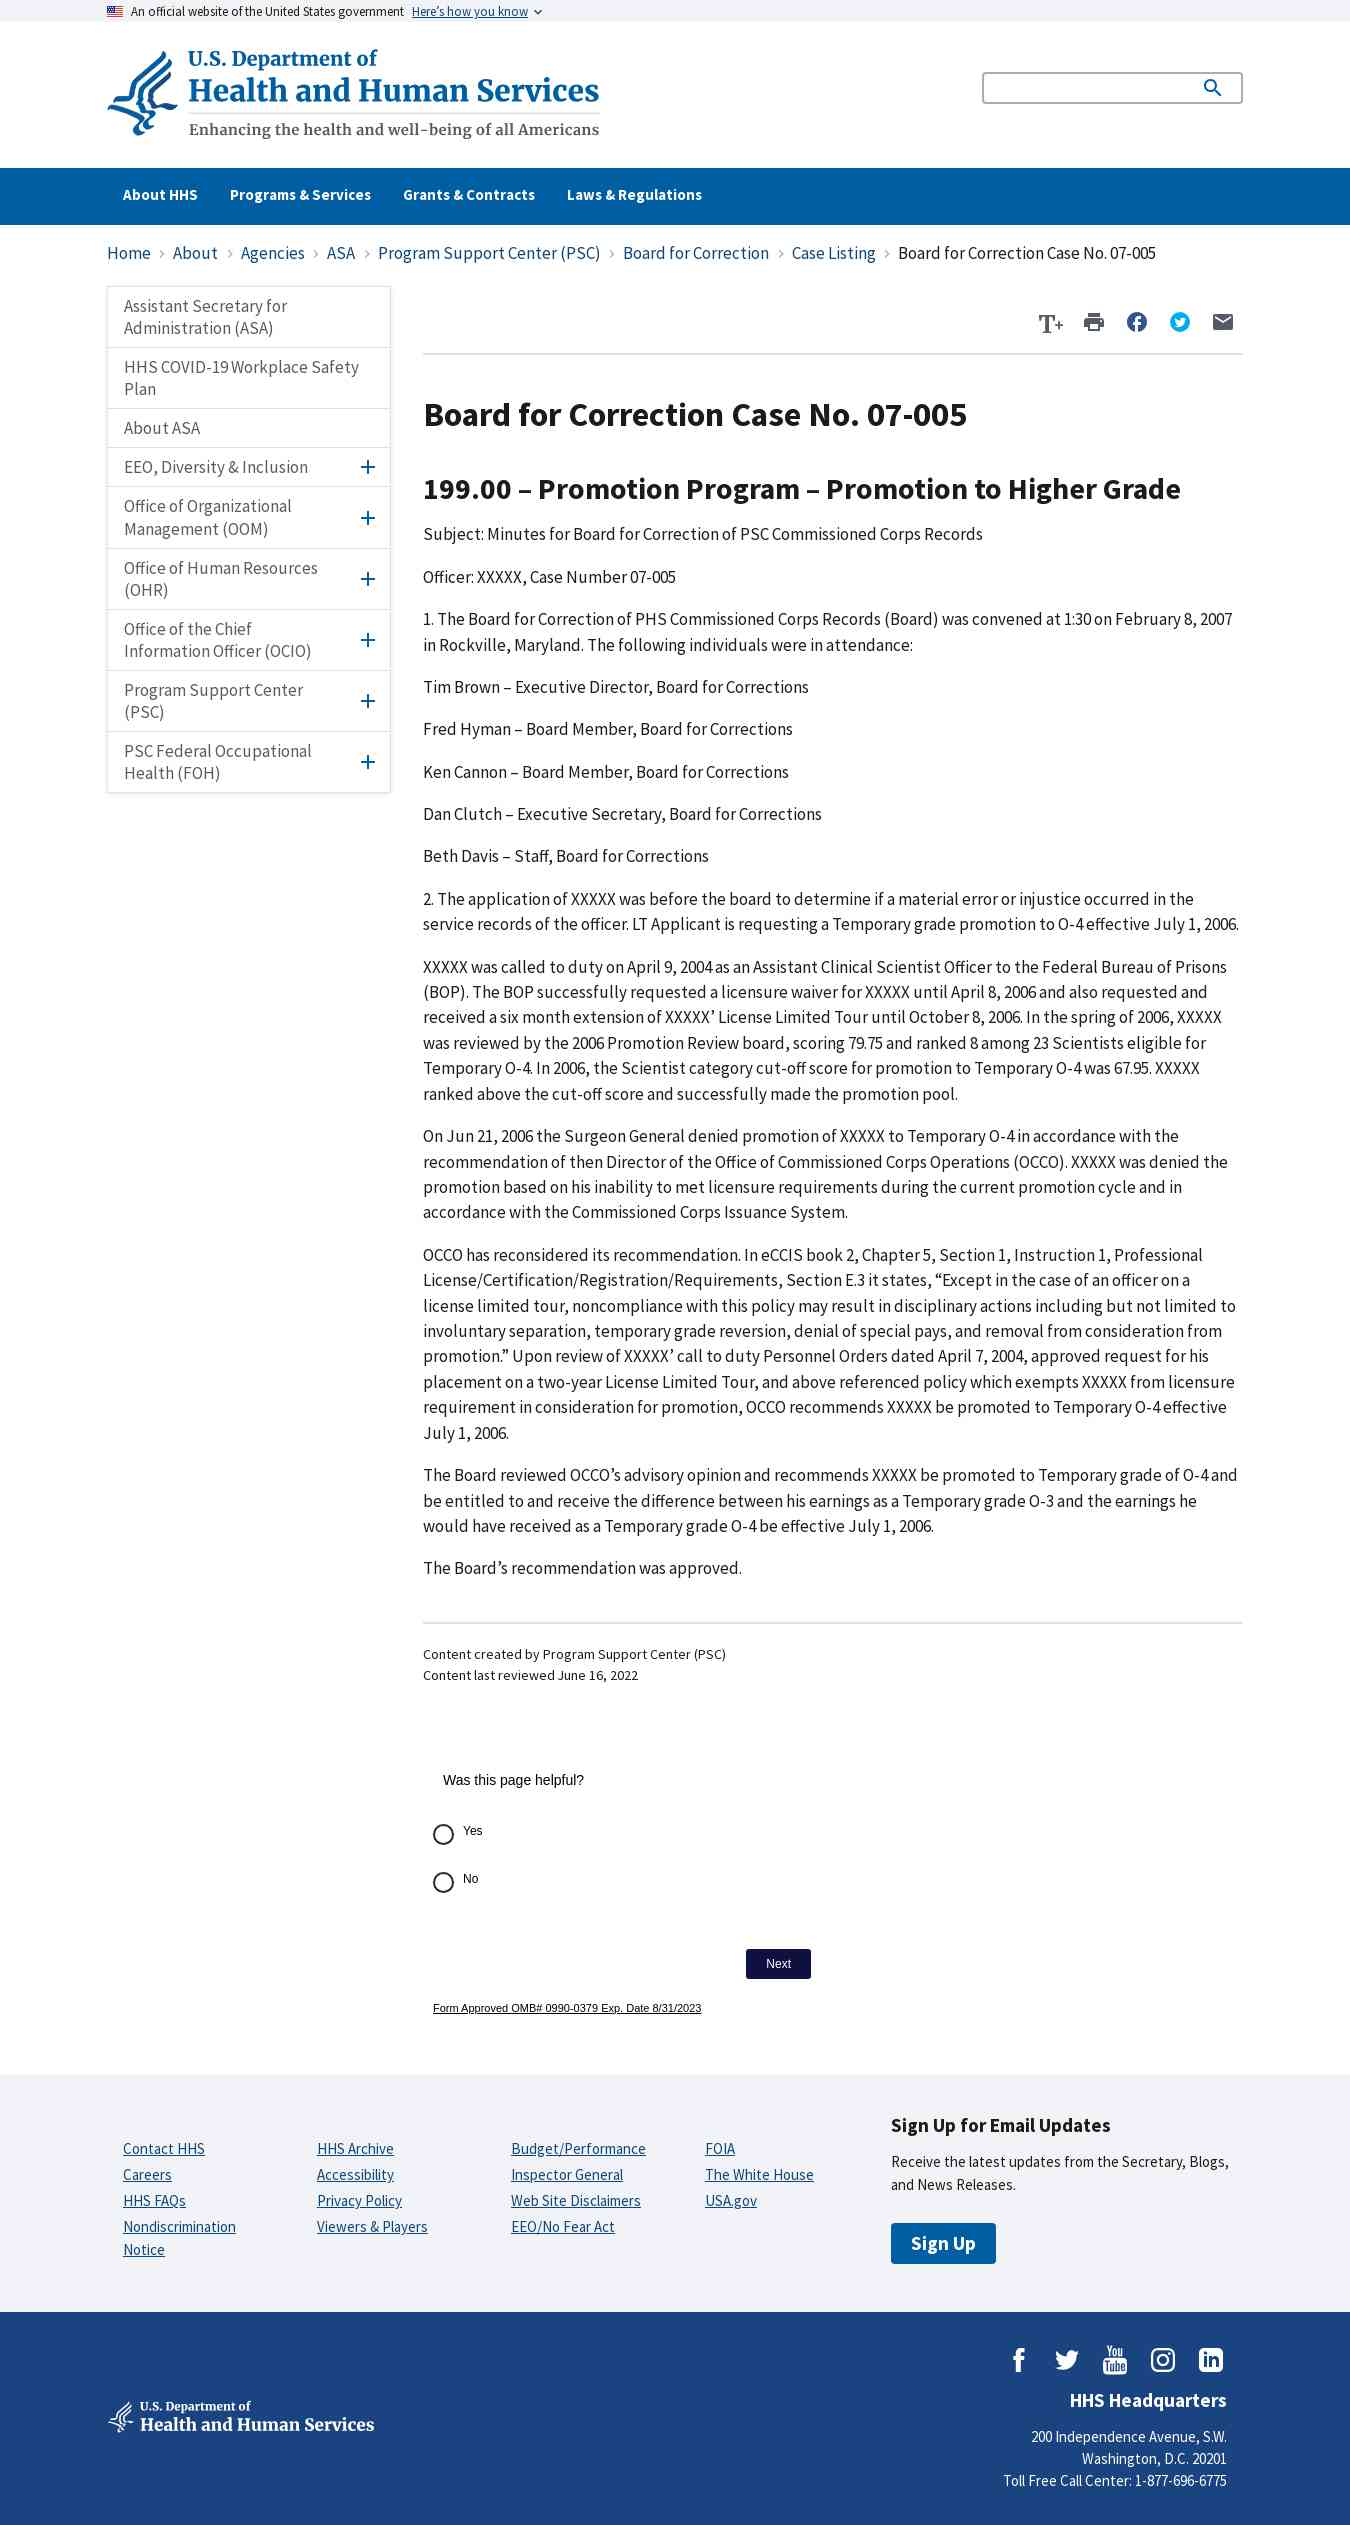 An official website of the United States government Here's how you know
U.S. Department of
Health and Human Services
Enhancing the health and well-being of all Americans
About HHS Programs & Services Grants & Contracts Laws & Regulations
Home › About › Agencies › ASA › Program Support Center (PSC) › Board for Correction › Case Listing › Board for Correction Case No. 07-005
Assistant Secretary for
Administration (ASA)
HHS COVID-19 Workplace Safety
Plan
About ASA
EEO, Diversity & Inclusion
Office of Organizational
Management (OOM)
Office of Human Resources
(OHR)
Office of the Chief
Information Officer (OCIO)
Program Support Center
(PSC)
PSC Federal Occupational
Health (FOH)
T+
Board for Correction Case No. 07-005
199.00 – Promotion Program – Promotion to Higher Grade
Subject: Minutes for Board for Correction of PSC Commissioned Corps Records
Officer: XXXXX, Case Number 07-005
1. The Board for Correction of PHS Commissioned Corps Records (Board) was convened at 1:30 on February 8, 2007
in Rockville, Maryland. The following individuals were in attendance:
Tim Brown – Executive Director, Board for Corrections
Fred Hyman – Board Member, Board for Corrections
Ken Cannon – Board Member, Board for Corrections
Dan Clutch – Executive Secretary, Board for Corrections
Beth Davis – Staff, Board for Corrections
2. The application of XXXXX was before the board to determine if a material error or injustice occurred in the
service records of the officer. LT Applicant is requesting a Temporary grade promotion to O-4 effective July 1, 2006.
XXXXX was called to duty on April 9, 2004 as an Assistant Clinical Scientist Officer to the Federal Bureau of Prisons
(BOP). The BOP successfully requested a licensure waiver for XXXXX until April 8, 2006 and also requested and
received a six month extension of XXXXX’ License Limited Tour until October 8, 2006. In the spring of 2006, XXXXX
was reviewed by the 2006 Promotion Review board, scoring 79.75 and ranked 8 among 23 Scientists eligible for
Temporary O-4. In 2006, the Scientist category cut-off score for promotion to Temporary O-4 was 67.95. XXXXX
ranked above the cut-off score and successfully made the promotion pool.
On Jun 21, 2006 the Surgeon General denied promotion of XXXXX to Temporary O-4 in accordance with the
recommendation of then Director of the Office of Commissioned Corps Operations (OCCO). XXXXX was denied the
promotion based on his inability to met licensure requirements during the current promotion cycle and in
accordance with the Commissioned Corps Issuance System.
OCCO has reconsidered its recommendation. In eCCIS book 2, Chapter 5, Section 1, Instruction 1, Professional
License/Certification/Registration/Requirements, Section E.3 it states, “Except in the case of an officer on a
license limited tour, noncompliance with this policy may result in disciplinary actions including but not limited to
involuntary separation, temporary grade reversion, denial of special pays, and removal from consideration from
promotion.” Upon review of XXXXX’ call to duty Personnel Orders dated April 7, 2004, approved request for his
placement on a two-year License Limited Tour, and above referenced policy which exempts XXXXX from licensure
requirement in consideration for promotion, OCCO recommends XXXXX be promoted to Temporary O-4 effective
July 1, 2006.
The Board reviewed OCCO’s advisory opinion and recommends XXXXX be promoted to Temporary grade of O-4 and
be entitled to and receive the difference between his earnings as a Temporary grade O-3 and the earnings he
would have received as a Temporary grade O-4 be effective July 1, 2006.
The Board’s recommendation was approved.
Content created by Program Support Center (PSC)
Content last reviewed June 16, 2022
Was this page helpful?
Yes
No
Next
Form Approved OMB# 0990-0379 Exp. Date 8/31/2023
Contact HHS
Careers
HHS FAQs
Nondiscrimination
Notice
HHS Archive
Accessibility
Privacy Policy
Viewers & Players
Budget/Performance
Inspector General
Web Site Disclaimers
EEO/No Fear Act
FOIA
The White House
USA.gov
Sign Up for Email Updates
Receive the latest updates from the Secretary, Blogs,
and News Releases.
Sign Up
You
Tube
HHS Headquarters
200 Independence Avenue, S.W.
Washington, D.C. 20201
Toll Free Call Center: 1-877-696-6775
U.S. Department of
Health and Human Services